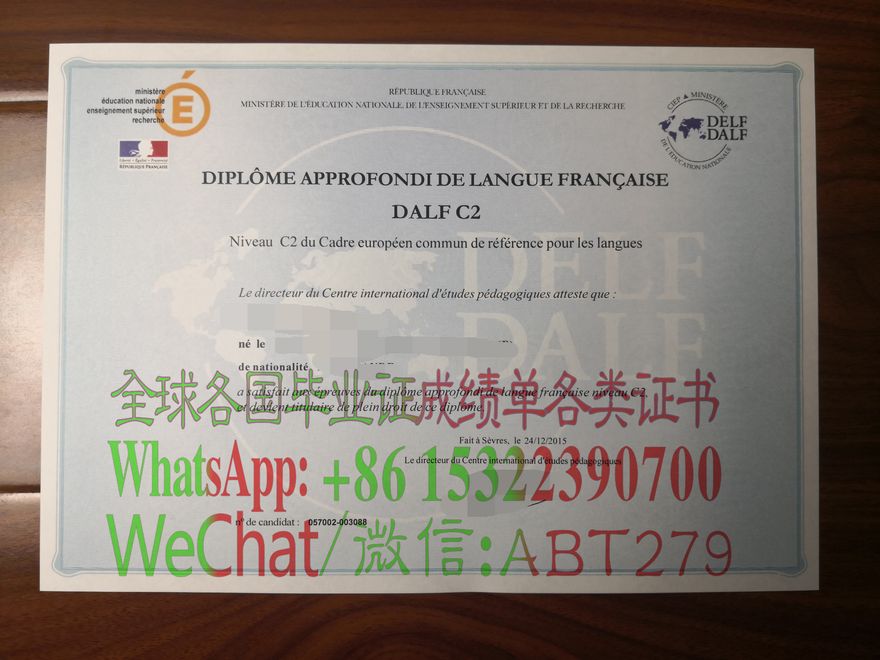 ministère
éducation nationale
enseignement supérieur
recherche
É
Liberté • Égalité • Fraternité
RÉPUBLIQUE FRANÇAISE
RÉPUBLIQUE FRANÇAISE
MINISTÈRE DE L'ÉDUCATION NATIONALE, DE L'ENSEIGNEMENT SUPÉRIEUR ET DE LA RECHERCHE
CIEP ▲ MINISTÈRE
DELF
DALF
DE L'ÉDUCATION NATIONALE
DIPLÔME APPROFONDI DE LANGUE FRANÇAISE
DALF C2
Niveau C2 du Cadre européen commun de référence pour les langues
DELF
DALF
Le directeur du Centre international d'études pédagogiques atteste que :
né le
de nationalité
全球各国毕业证成绩单各类证书
a satisfait aux épreuves du diplôme approfondi de langue française niveau C2,
et devient titulaire de plein droit de ce diplôme.
Fait à Sèvres, le 24/12/2015
Le directeur du Centre international d'études pédagogiques
WhatsApp: +86 15322390700
n° de candidat : 057002-003088
WeChat/微信:ABT279